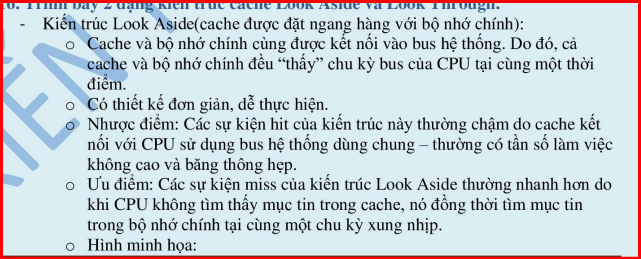 6. Trình bày 2 dạng kiến trúc cache Look Aside và Look Through.
- Kiến trúc Look Aside(cache được đặt ngang hàng với bộ nhớ chính):
o Cache và bộ nhớ chính cùng được kết nối vào bus hệ thống. Do đó, cả
cache và bộ nhớ chính đều “thấy” chu kỳ bus của CPU tại cùng một thời
điểm.
o Có thiết kế đơn giản, dễ thực hiện.
o Nhược điểm: Các sự kiện hit của kiến trúc này thường chậm do cache kết
nối với CPU sử dụng bus hệ thống dùng chung – thường có tần số làm việc
không cao và băng thông hẹp.
o Ưu điểm: Các sự kiện miss của kiến trúc Look Aside thường nhanh hơn do
khi CPU không tìm thấy mục tin trong cache, nó đồng thời tìm mục tin
trong bộ nhớ chính tại cùng một chu kỳ xung nhịp.
o Hình minh họa: